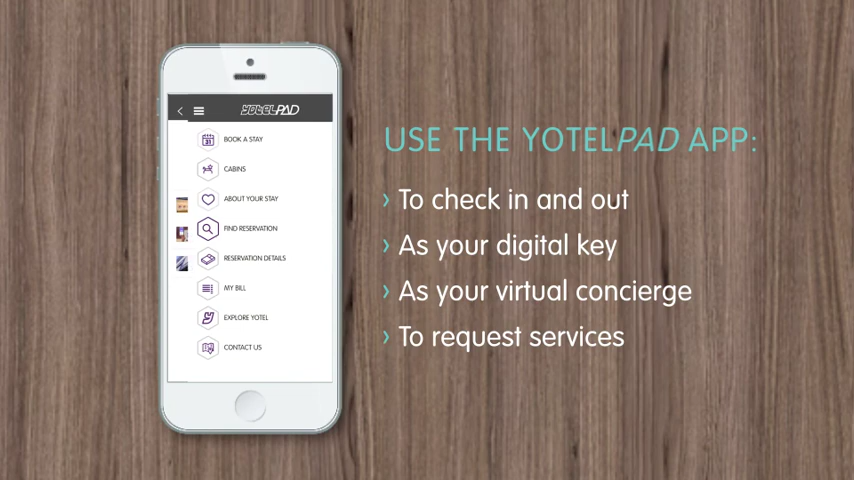 YOTELPAD
31
BOOK A STAY
CABINS
ABOUT YOUR STAY
FIND RESERVATION
RESERVATION DETAILS
MY BILL
EXPLORE YOTEL
CONTACT US
USE THE YOTELPAD APP:
› To check in and out
› As your digital key
› As your virtual concierge
› To request services